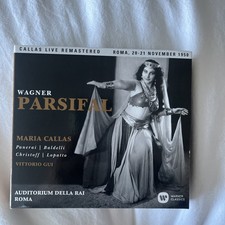 CALLAS LIVE REMASTERED
ROMA, 20-21 NOVEMBER 1950
WAGNER
PARSIFAL
MARIA CALLAS
Panerai | Baldelli
Christoff | Lopatto
VITTORIO GUI
AUDITORIUM DELLA RAI
ROMA